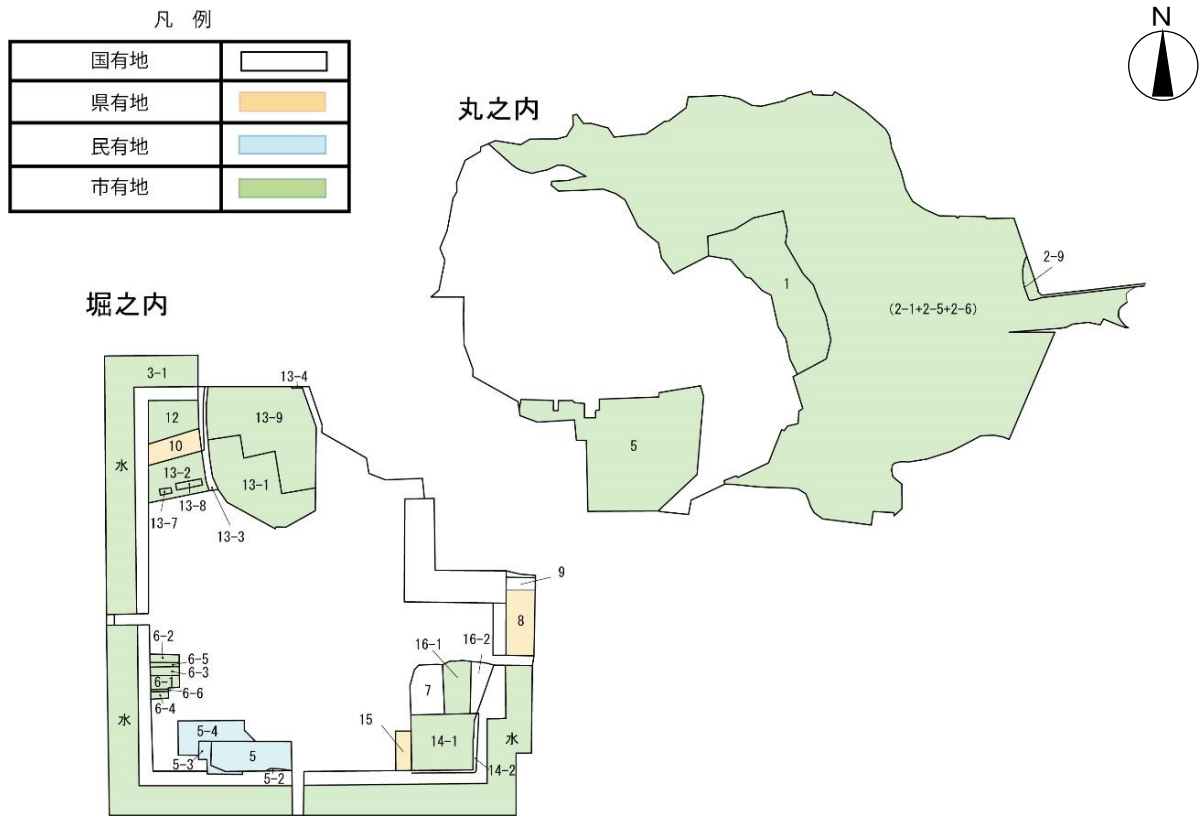 凡 例
国有地
県有地
民有地
市有地
N
丸之内
1
2-9
(2-1+2-5+2-6)
5
堀之内
3-1
13-4
12
13-9
10
水
13-2
13-1
13-7
13-8
13-3
9
8
6-2
6-5
6-3
6-1
6-6
6-4
16-1
16-2
7
水
5-4
15
14-1
水
5
5-3
5-2
14-2